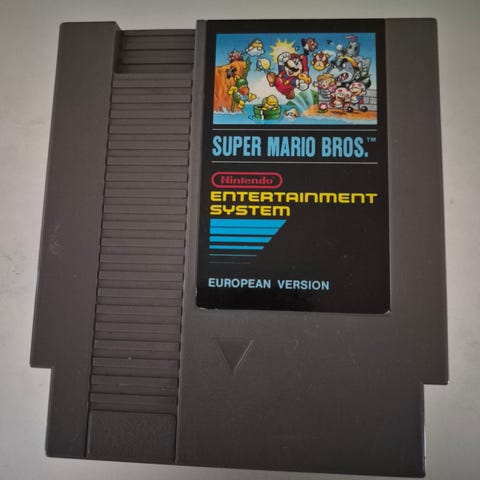 SUPER MARIO BROS.™
Nintendo
ENTERTAINMENT
SYSTEM
EUROPEAN VERSION